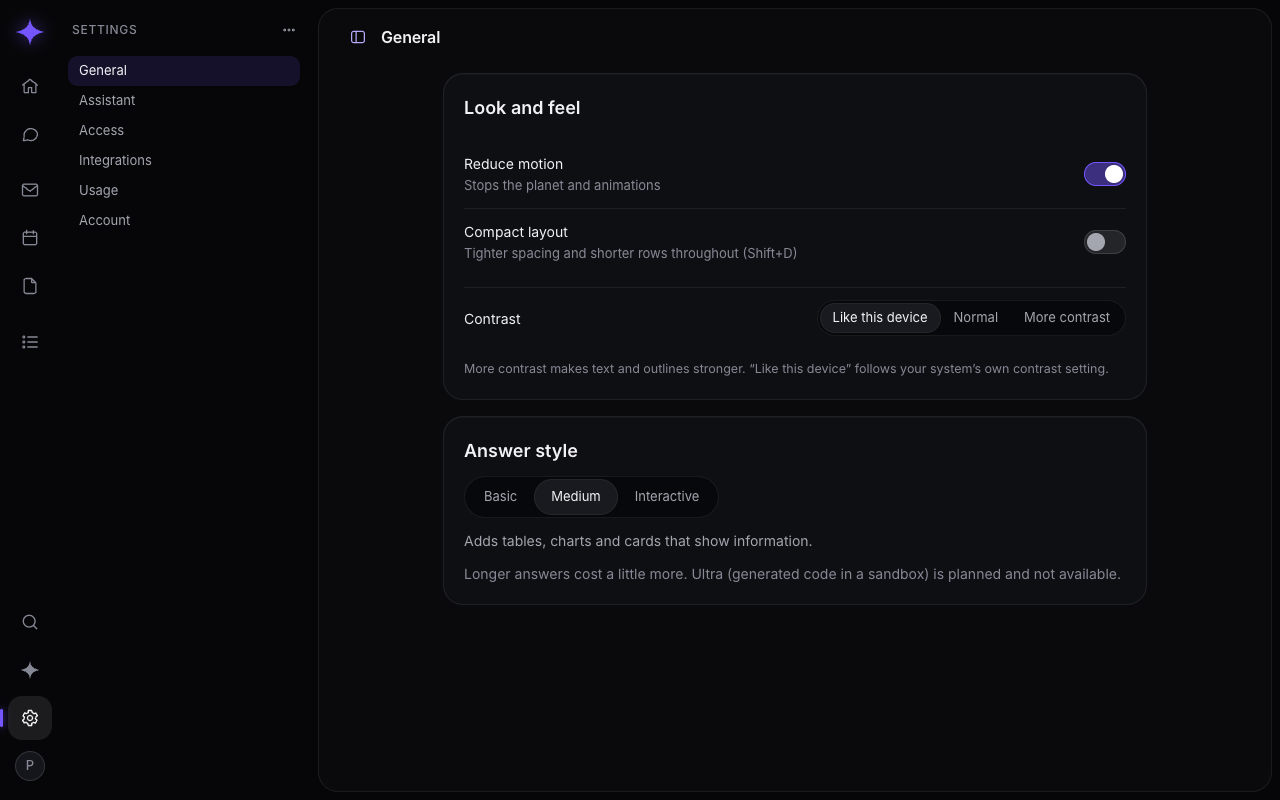 SETTINGS
General
Assistant
Access
Integrations
Usage
Account
P
General
Look and feel
Reduce motion
Stops the planet and animations
Compact layout
Tighter spacing and shorter rows throughout (Shift+D)
Contrast
Like this device Normal More contrast
More contrast makes text and outlines stronger. “Like this device” follows your system’s own contrast setting.
Answer style
Basic Medium Interactive
Adds tables, charts and cards that show information.
Longer answers cost a little more. Ultra (generated code in a sandbox) is planned and not available.